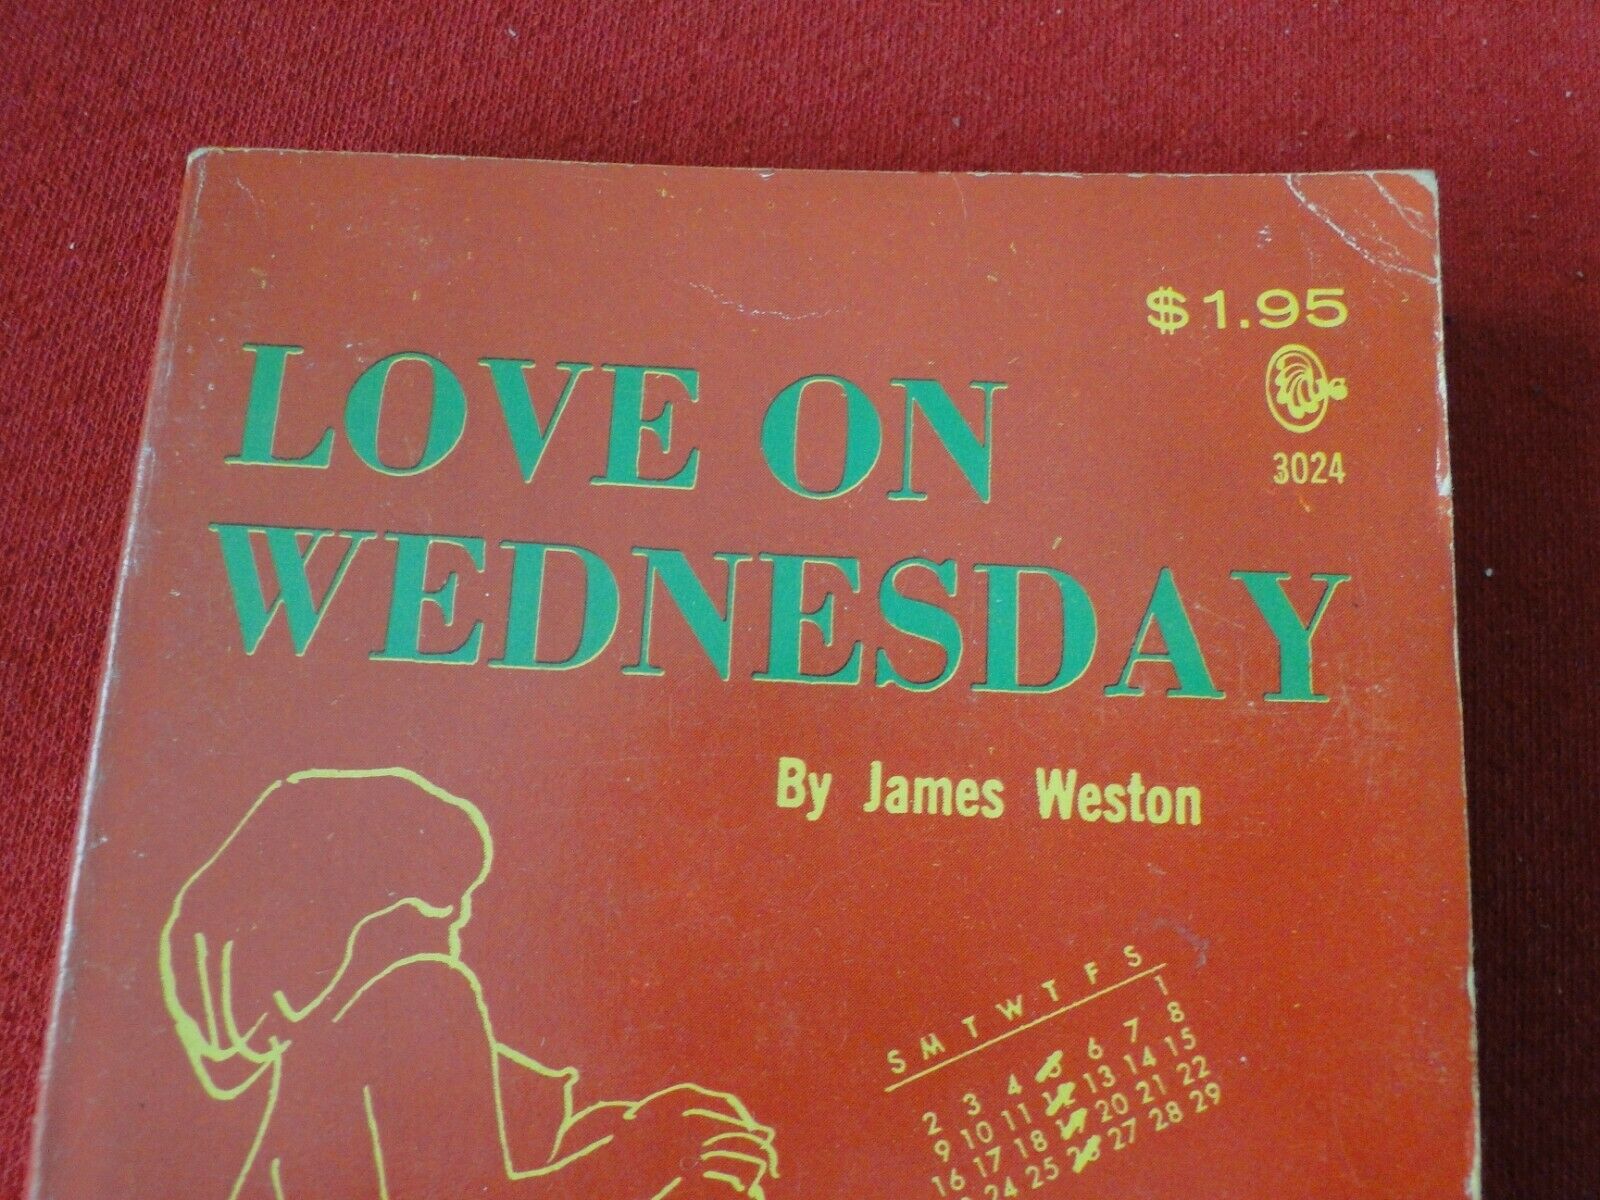 $1.95
3024
LOVE ON
WEDNESDAY
By James Weston
S M T W T F S
1
2 3 4 5 6 7 8
9 10 11 12 13 14 15
16 17 18 19 20 21 22
24 25 26 27 28 29